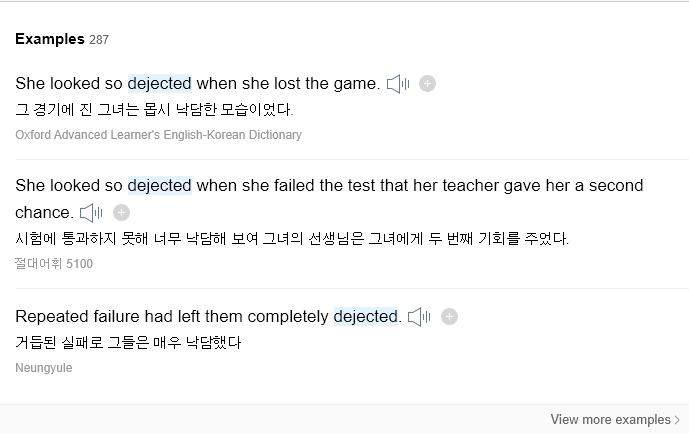 Examples 287
She looked so dejected when she lost the game.
그 경기에 진 그녀는 몹시 낙담한 모습이었다.
Oxford Advanced Learner's English-Korean Dictionary
She looked so dejected when she failed the test that her teacher gave her a second
chance.
시험에 통과하지 못해 너무 낙담해 보여 그녀의 선생님은 그녀에게 두 번째 기회를 주었다.
절대어휘 5100
Repeated failure had left them completely dejected.
거듭된 실패로 그들은 매우 낙담했다
Neungyule
View more examples